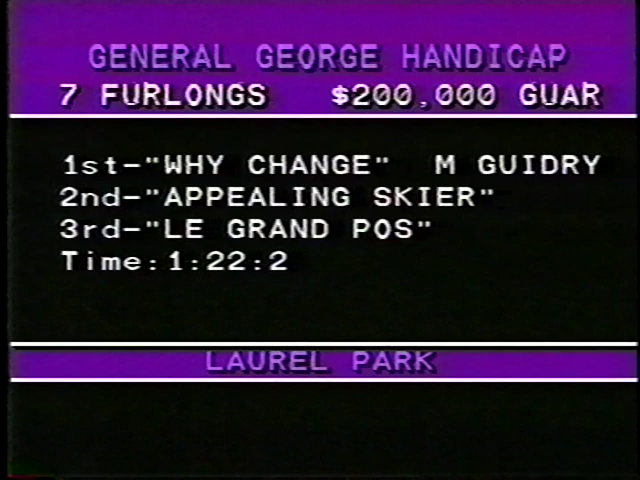 GENERAL GEORGE HANDICAP
7 FURLONGS $200,000 GUAR
1st-"WHY CHANGE" M GUIDRY
2nd-"APPEALING SKIER"
3rd-"LE GRAND POS"
Time:1:22:2
LAUREL PARK